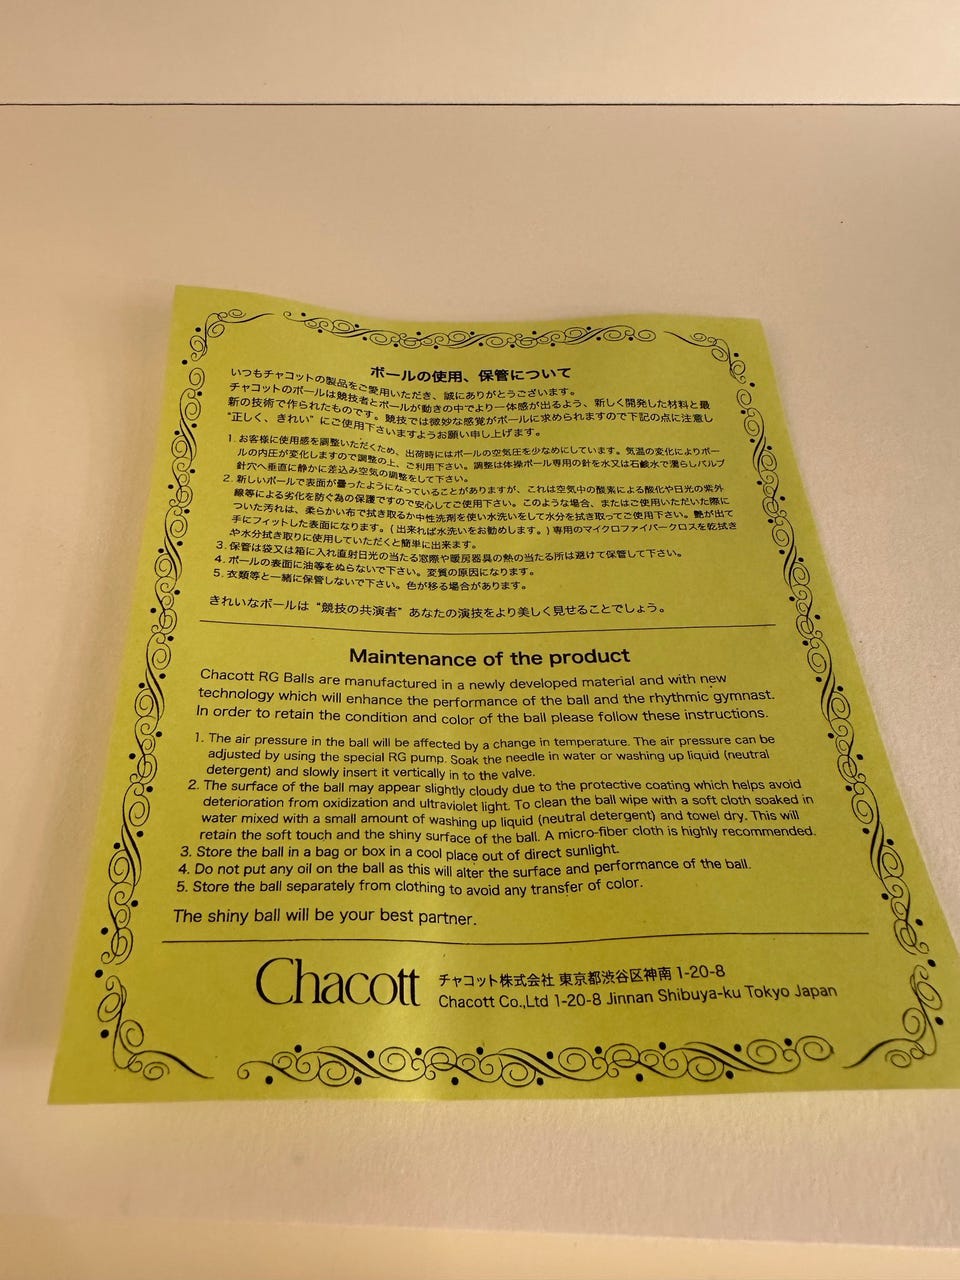 ボールの使用、保管について
いつもチャコットの製品をご愛用いただき、誠にありがとうございます。
チャコットのボールは競技者とボールが動きの中でより一体感が出るよう、新しく開発した材料と最
新の技術で作られたものです。競技では微妙な感覚がボールに求められますので下記の点に注意し
"正しく、きれい" にご使用下さいますようお願い申し上げます。
1. お客様に使用感を調整いただくため、出荷時にはボールの空気圧を少なめにしています。気温の変化によりボー
ルの内圧が変化しますので調整の上、ご利用下さい。調整は体操ボール専用の針を水又は石鹸水で濡らしバルブ
針穴へ垂直に静かに差込み空気の調整をして下さい。
2. 新しいボールで表面が曇ったようになっていることがありますが、これは空気中の酸素による酸化や日光の紫外
線等による劣化を防ぐ為の保護ですので安心してご使用下さい。このような場合、またはご使用いただいた際に
ついた汚れは、柔らかい布で拭き取るか中性洗剤を使い水洗いをして水分を拭き取ってご使用下さい。艶が出て
手にフィットした表面になります。( 出来れば水洗いをお勧めします。) 専用のマイクロファイバークロスを乾拭き
や水分拭き取りに使用していただくと簡単に出来ます。
3. 保管は袋又は箱に入れ直射日光の当たる窓際や暖房器具の熱の当たる所は避けて保管して下さい。
4. ボールの表面に油等をぬらないで下さい。変質の原因になります。
5. 衣類等と一緒に保管しないで下さい。色が移る場合があります。
きれいなボールは "競技の共演者" あなたの演技をより美しく見せることでしょう。
Maintenance of the product
Chacott RG Balls are manufactured in a newly developed material and with new
technology which will enhance the performance of the ball and the rhythmic gymnast.
In order to retain the condition and color of the ball please follow these instructions.
1. The air pressure in the ball will be affected by a change in temperature. The air pressure can be
adjusted by using the special RG pump. Soak the needle in water or washing up liquid (neutral
detergent) and slowly insert it vertically in to the valve.
2. The surface of the ball may appear slightly cloudy due to the protective coating which helps avoid
deterioration from oxidization and ultraviolet light. To clean the ball wipe with a soft cloth soaked in
water mixed with a small amount of washing up liquid (neutral detergent) and towel dry. This will
retain the soft touch and the shiny surface of the ball. A micro-fiber cloth is highly recommended.
3. Store the ball in a bag or box in a cool place out of direct sunlight.
4. Do not put any oil on the ball as this will alter the surface and performance of the ball.
5. Store the ball separately from clothing to avoid any transfer of color.
The shiny ball will be your best partner.
Chacott チャコット株式会社 東京都渋谷区神南 1-20-8
Chacott Co.,Ltd 1-20-8 Jinnan Shibuya-ku Tokyo Japan